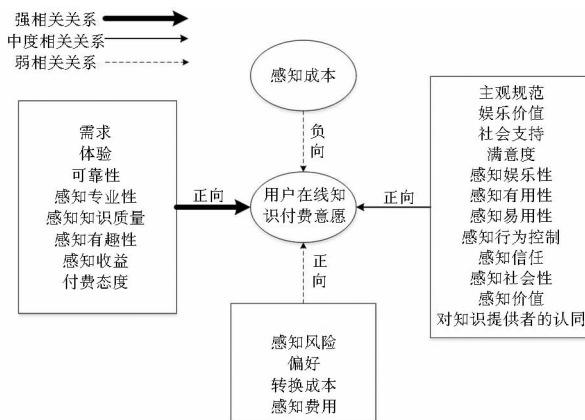 强相关关系
中度相关关系
弱相关关系
感知成本
负
向
需求
体验
可靠性
感知专业性
感知知识质量
感知有趣性
感知收益
付费态度
正向
用户在线知
识付费意愿
正向
主观规范
娱乐价值
社会支持
满意度
感知娱乐性
感知有用性
感知易用性
感知行为控制
感知信任
感知社会性
感知价值
对知识提供者的认同
正
向
感知风险
偏好
转换成本
感知费用